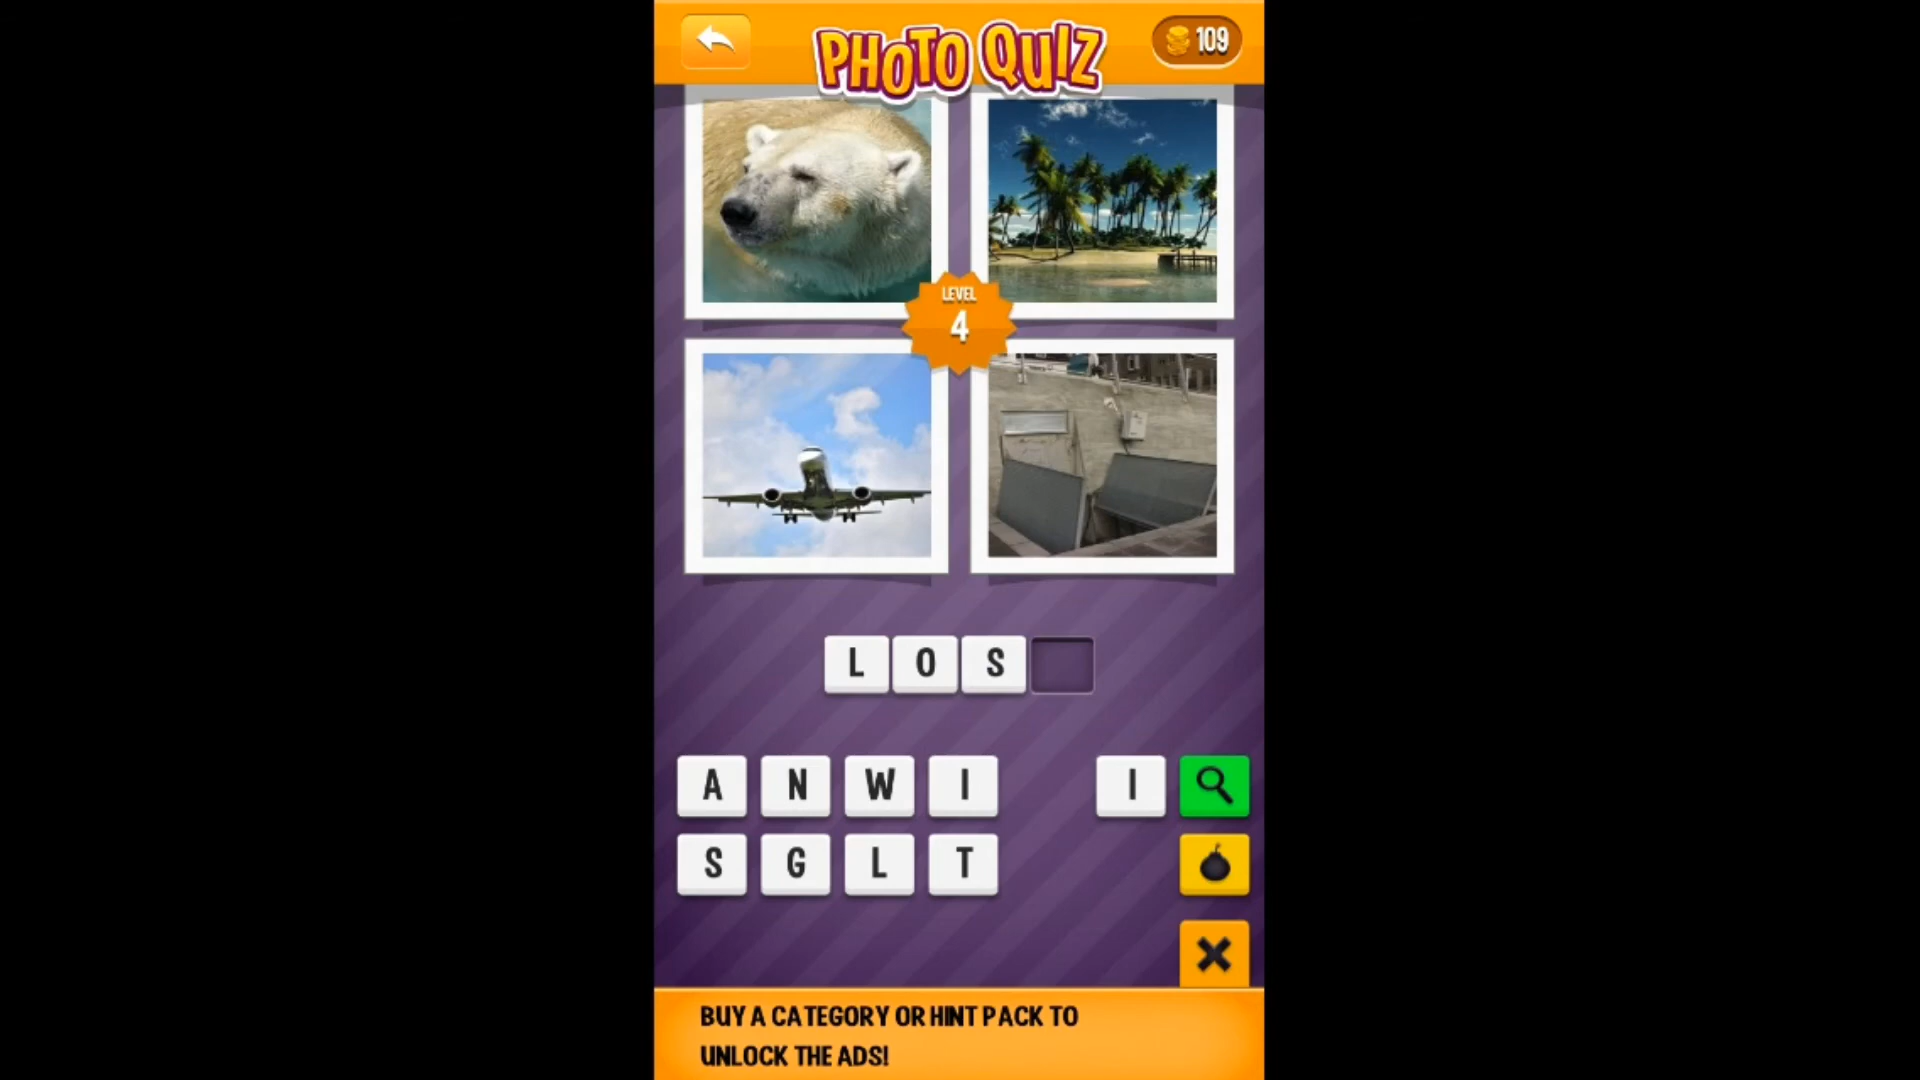 PHOTO QUIZ
109
LEVEL
4
L O S
A N W I I
S G L T
BUY A CATEGORY OR HINT PACK TO
UNLOCK THE ADS!